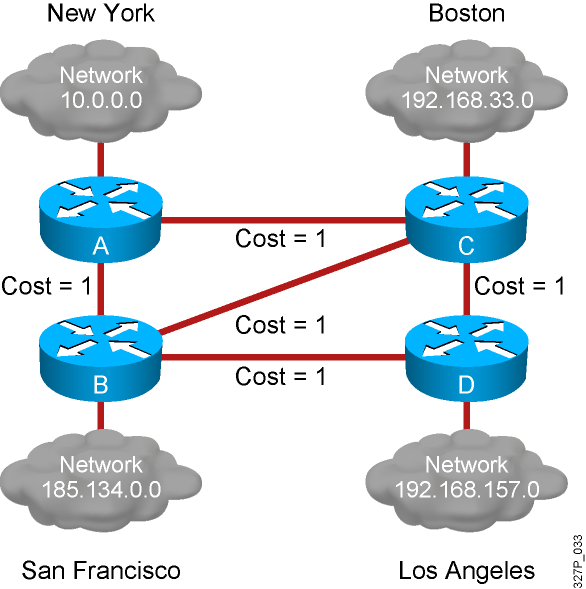 New York
Boston
Network
10.0.0.0
Network
192.168.33.0
A
Cost = 1
C
Cost = 1
Cost = 1
Cost = 1
B
Cost = 1
D
Network
185.134.0.0
Network
192.168.157.0
San Francisco
Los Angeles
327P_033